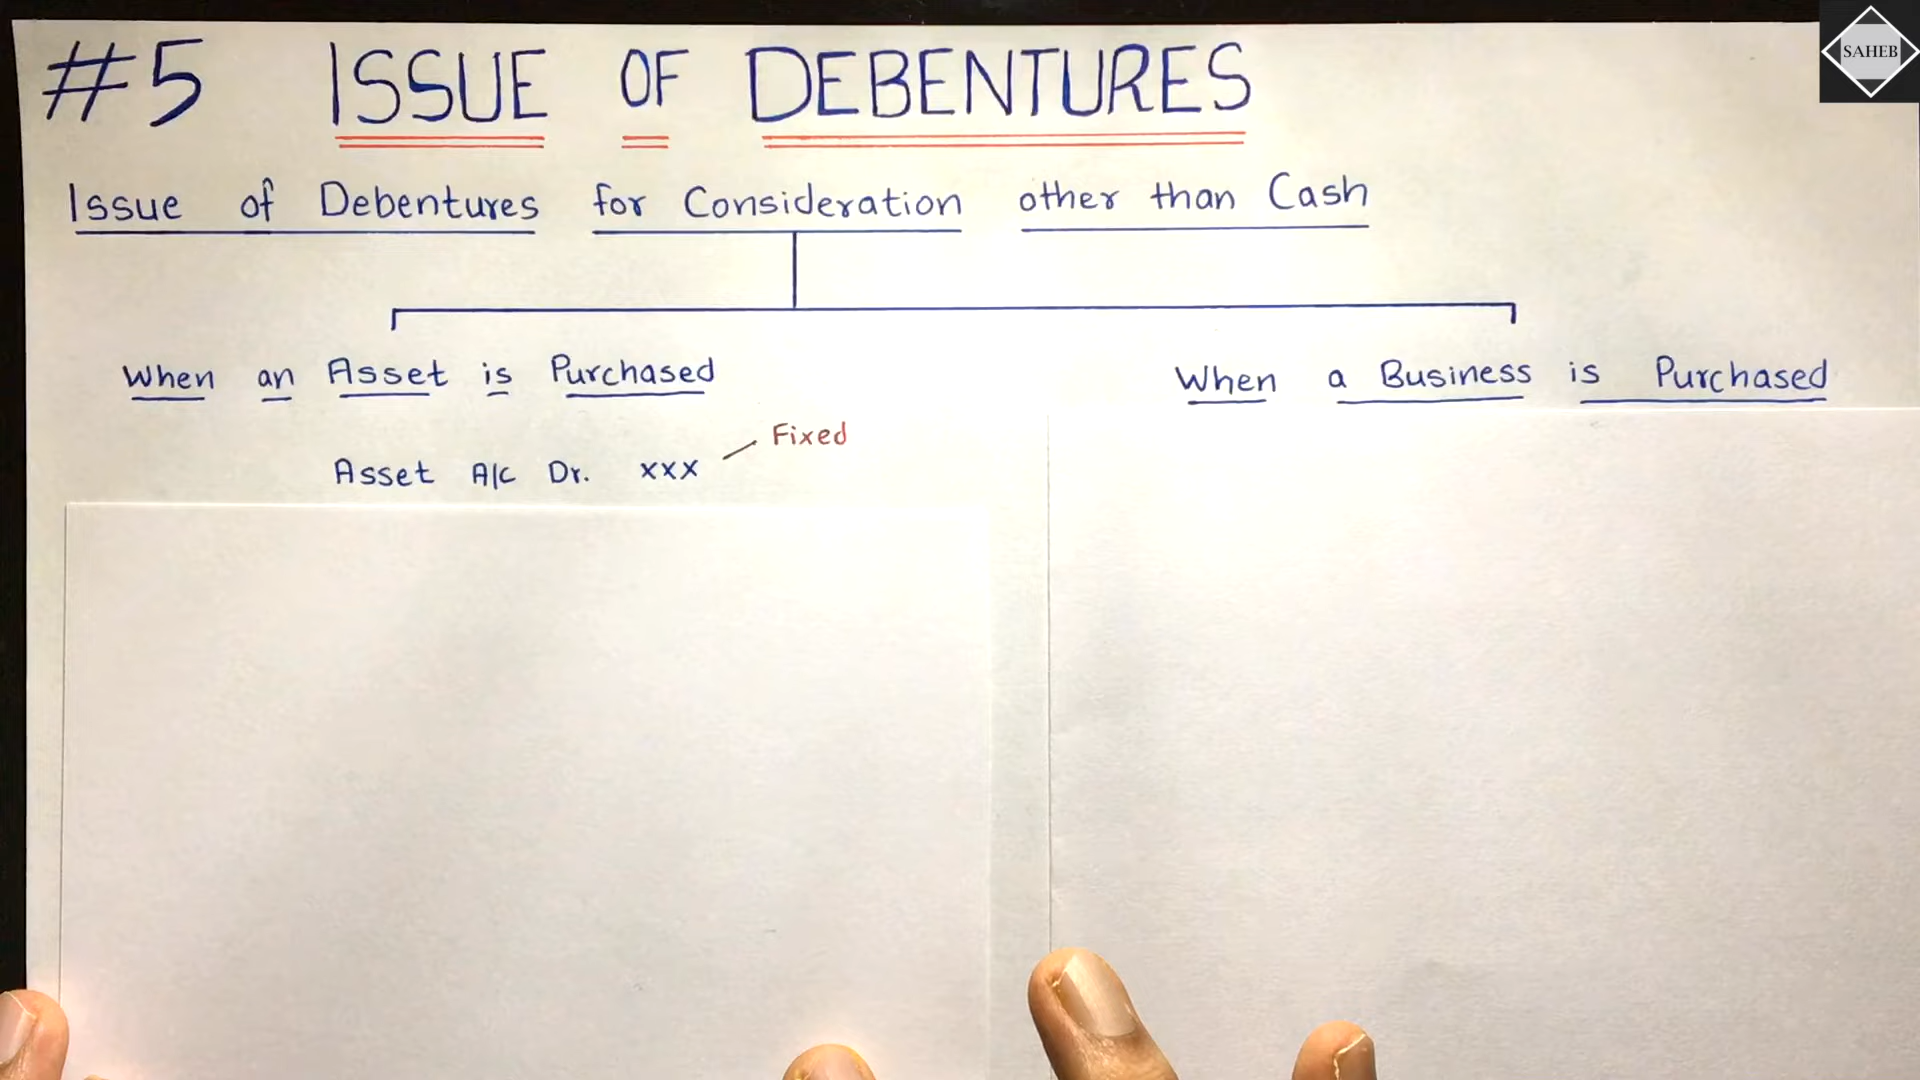 #5 ISSUE OF DEBENTURES
SAHEB
Issue of Debentures for Consideration other than Cash
When an Asset is Purchased
When a Business is Purchased
Fixed
Asset A/c Dr. xxx